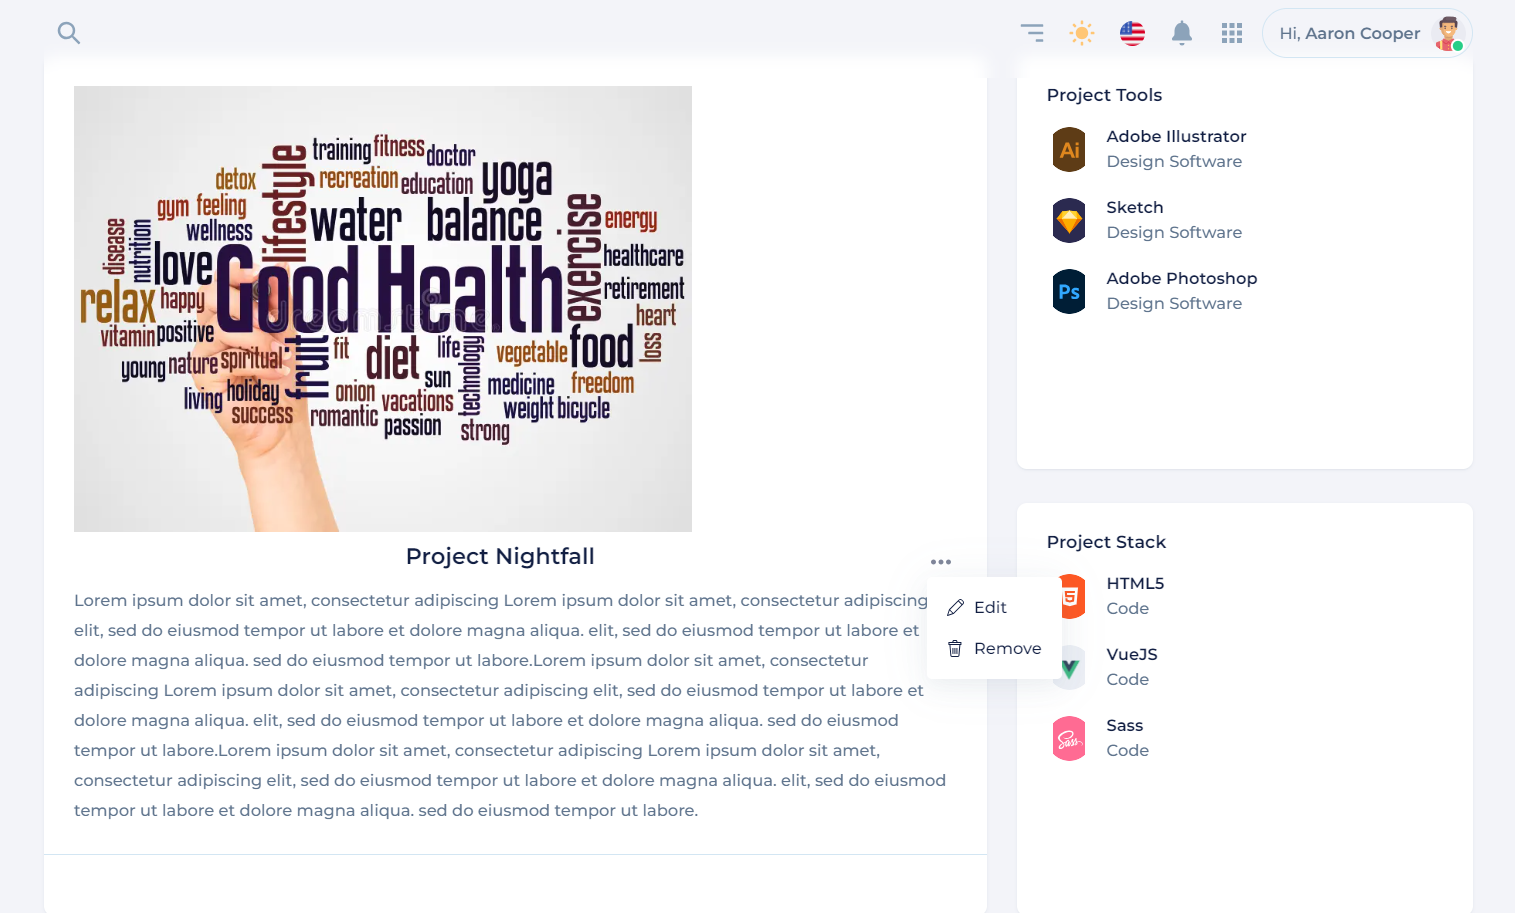 Hi, Aaron Cooper
training
fitness
doctor
yoga
detox
lifestyle
recreation
education
gym
feeling
water
balance
exercise
energy
disease
nutrition
wellness
love
Good Health
healthcare
relax
happy
retirement
dreamstime
vitamin
positive
heart
young
nature
spiritual
fruit
fit
diet
life
vegetable
food
loss
sun
technology
medicine
freedom
living
holiday
onion
vacations
weight
bicycle
success
romantic
passion
strong
Project Nightfall
Edit
Remove
Lorem ipsum dolor sit amet, consectetur adipiscing Lorem ipsum dolor sit amet, consectetur adipiscing
elit, sed do eiusmod tempor ut labore et dolore magna aliqua. elit, sed do eiusmod tempor ut labore et
dolore magna aliqua. sed do eiusmod tempor ut labore.Lorem ipsum dolor sit amet, consectetur
adipiscing Lorem ipsum dolor sit amet, consectetur adipiscing elit, sed do eiusmod tempor ut labore et
dolore magna aliqua. elit, sed do eiusmod tempor ut labore et dolore magna aliqua. sed do eiusmod
tempor ut labore.Lorem ipsum dolor sit amet, consectetur adipiscing Lorem ipsum dolor sit amet,
consectetur adipiscing elit, sed do eiusmod tempor ut labore et dolore magna aliqua. elit, sed do eiusmod
tempor ut labore et dolore magna aliqua. sed do eiusmod tempor ut labore.
Project Tools
Ai
Adobe Illustrator
Design Software
Sketch
Design Software
Ps
Adobe Photoshop
Design Software
Project Stack
5
HTML5
Code
VueJS
Code
Sass
Sass
Code